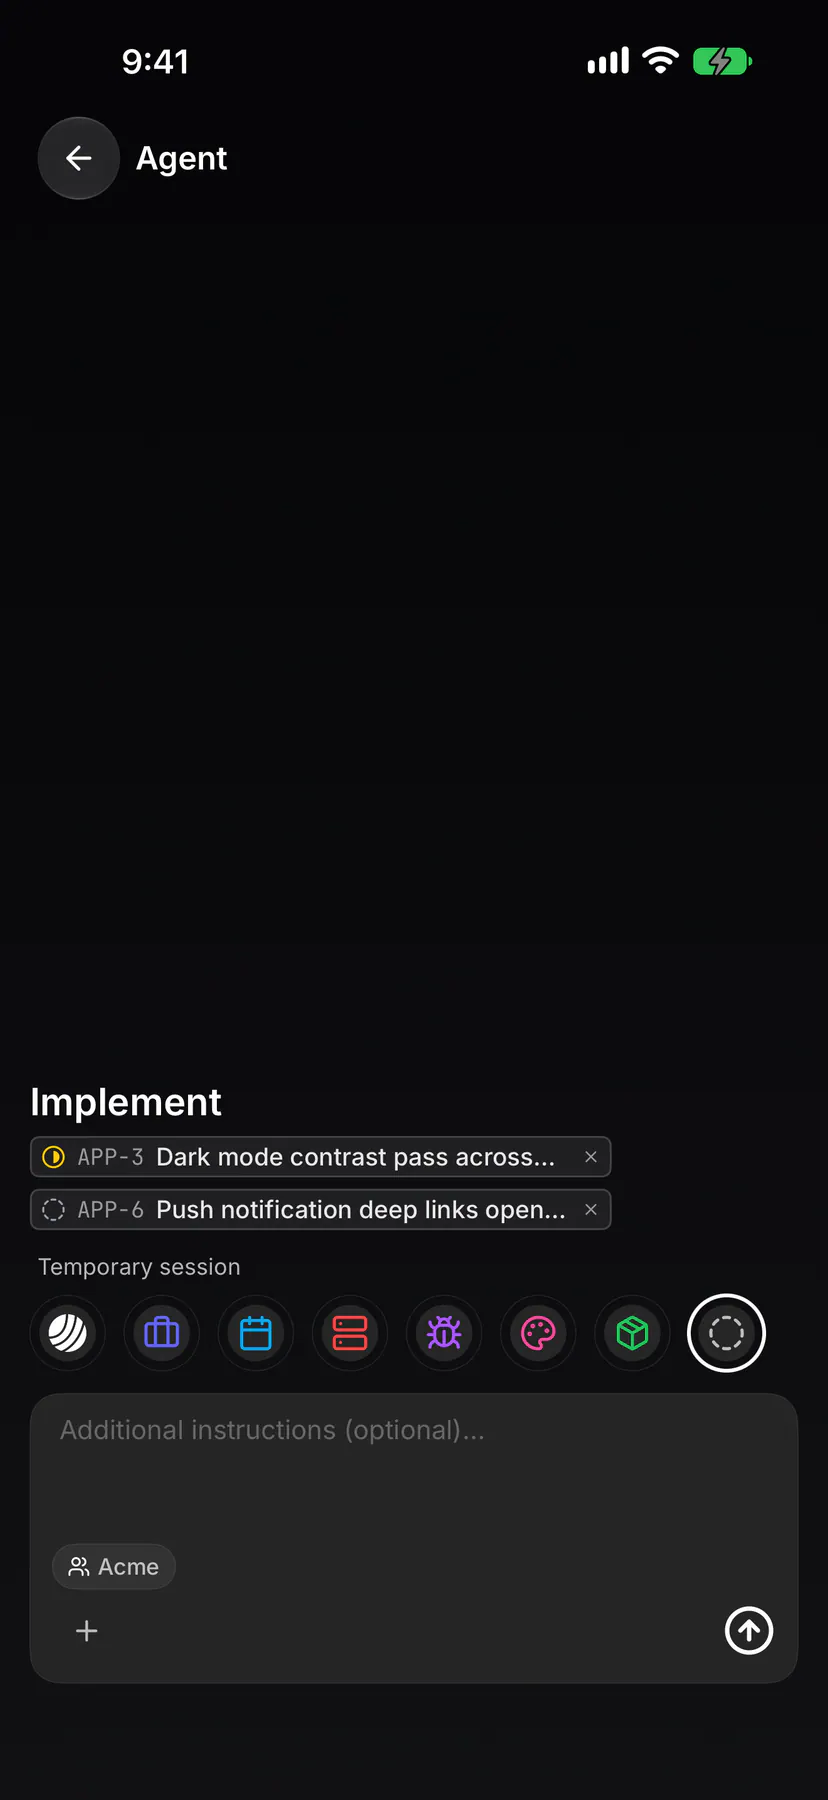 9:41
Agent
Implement
APP-3 Dark mode contrast pass across...
APP-6 Push notification deep links open...
Temporary session
Additional instructions (optional)...
Acme